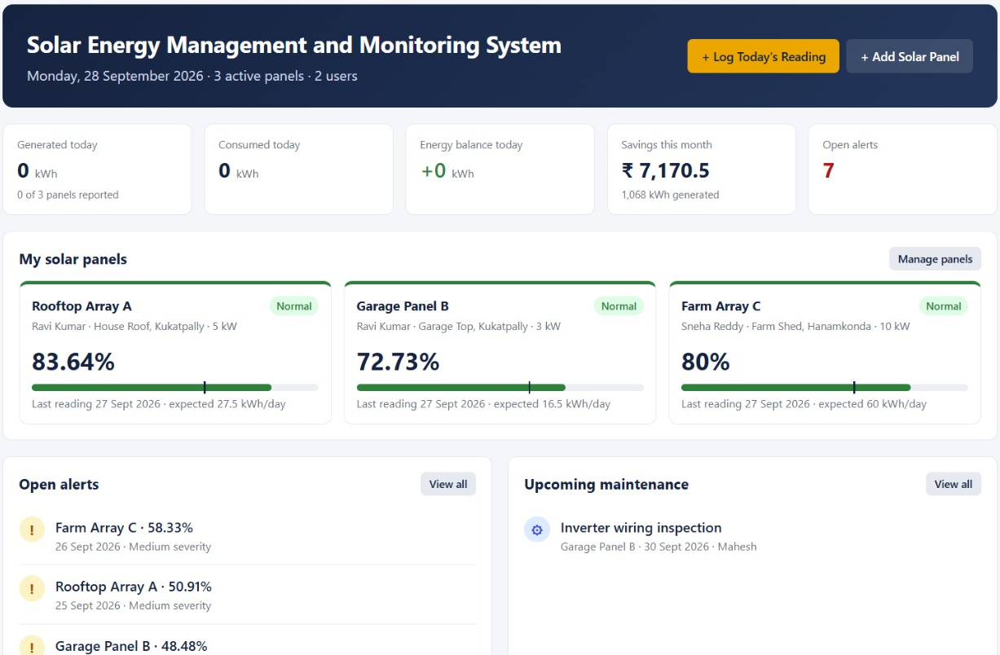 Solar Energy Management and Monitoring System
Monday, 28 September 2026 · 3 active panels · 2 users
+ Log Today's Reading
+ Add Solar Panel
Generated today
0 kWh
0 of 3 panels reported
Consumed today
0 kWh
Energy balance today
+0 kWh
Savings this month
₹ 7,170.5
1,068 kWh generated
Open alerts
7
My solar panels
Manage panels
Rooftop Array A
Normal
Ravi Kumar · House Roof, Kukatpally · 5 kW
83.64%
Last reading 27 Sept 2026 · expected 27.5 kWh/day
Garage Panel B
Normal
Ravi Kumar · Garage Top, Kukatpally · 3 kW
72.73%
Last reading 27 Sept 2026 · expected 16.5 kWh/day
Farm Array C
Normal
Sneha Reddy · Farm Shed, Hanamkonda · 10 kW
80%
Last reading 27 Sept 2026 · expected 60 kWh/day
Open alerts
View all
! Farm Array C · 58.33%
26 Sept 2026 · Medium severity
! Rooftop Array A · 50.91%
25 Sept 2026 · Medium severity
! Garage Panel B · 48.48%
Upcoming maintenance
View all
Inverter wiring inspection
Garage Panel B · 30 Sept 2026 · Mahesh